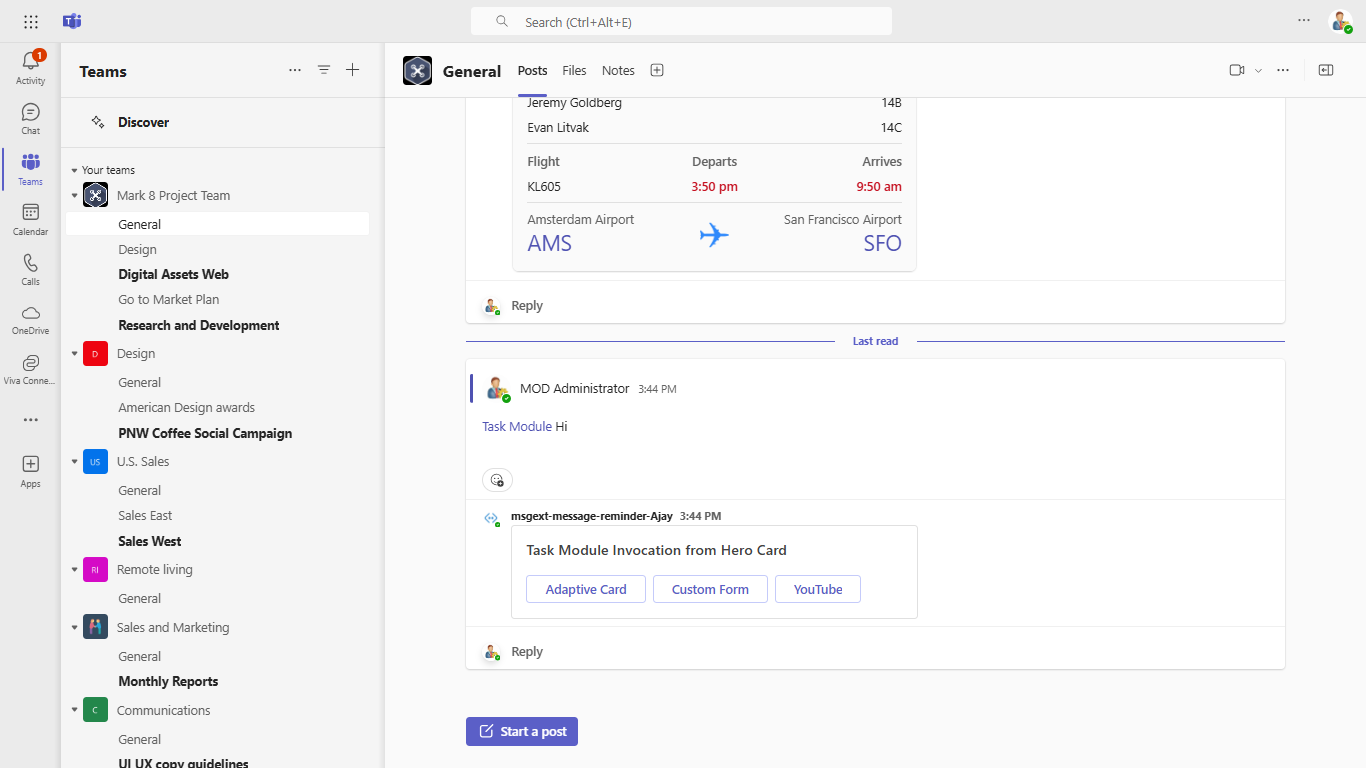 Search (Ctrl+Alt+E)
1
Activity
Chat
Teams
Calendar
Calls
OneDrive
Viva Conne...
Apps
Teams
Discover
Your teams
Mark 8 Project Team
General
Design
Digital Assets Web
Go to Market Plan
Research and Development
D Design
General
American Design awards
PNW Coffee Social Campaign
US U.S. Sales
General
Sales East
Sales West
Rl Remote living
General
Sales and Marketing
General
Monthly Reports
C Communications
General
UI UX copy guidelines
General Posts Files Notes
Jeremy Goldberg 14B
Evan Litvak 14C
Flight Departs Arrives
KL605 3:50 pm 9:50 am
Amsterdam Airport San Francisco Airport
AMS SFO
Reply
Last read
MOD Administrator 3:44 PM
Task Module Hi
msgext-message-reminder-Ajay 3:44 PM
Task Module Invocation from Hero Card
Adaptive Card Custom Form YouTube
Reply
Start a post